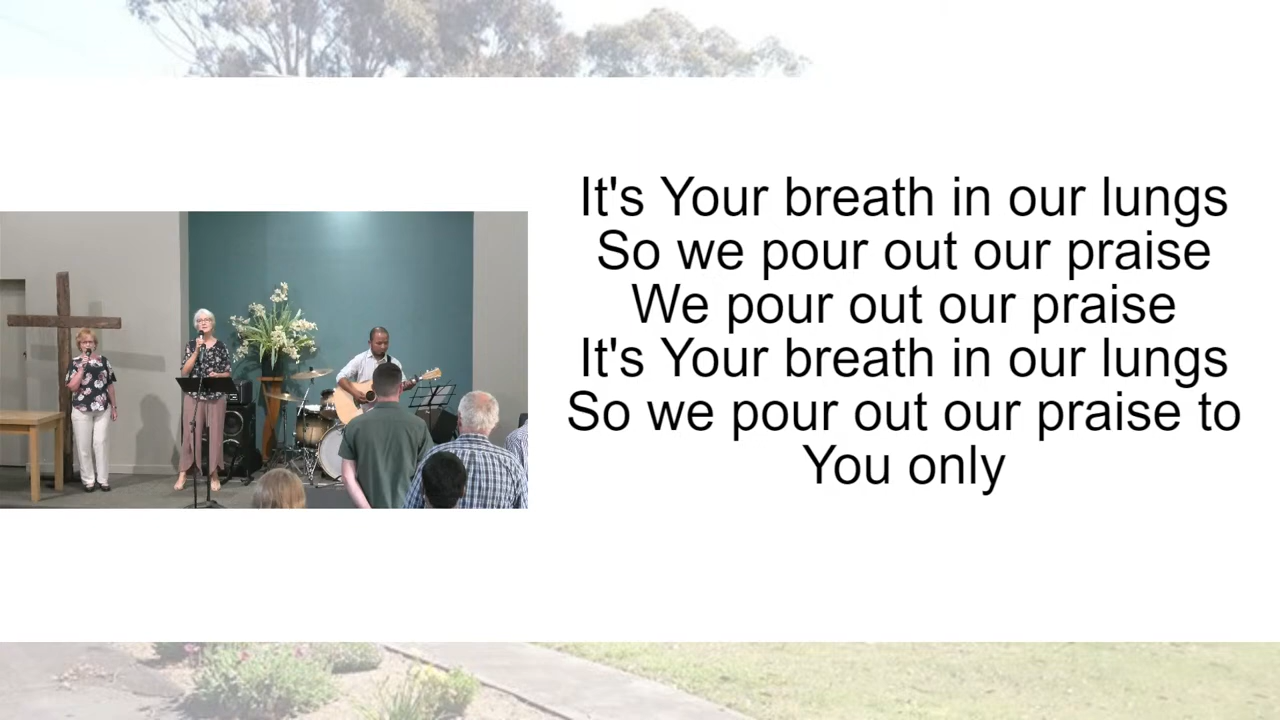 It's Your breath in our lungs
So we pour out our praise
We pour out our praise
It's Your breath in our lungs
So we pour out our praise to
You only